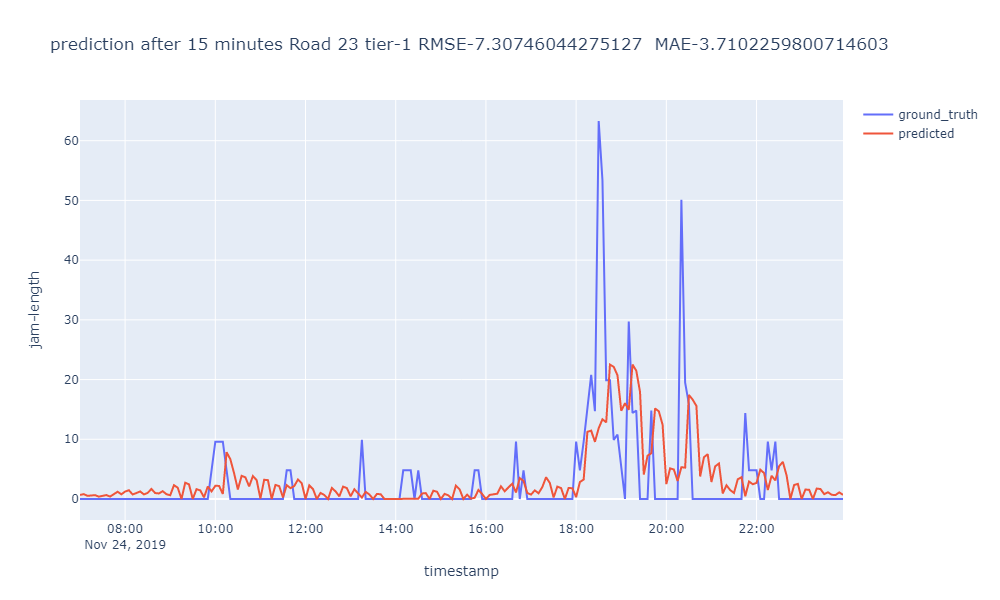 prediction after 15 minutes Road 23 tier-1 RMSE-7.30746044275127 MAE-3.7102259800714603
ground_truth
predicted
60
50
40
30
20
10
0
jam-length
08:00 10:00 12:00 14:00 16:00 18:00 20:00 22:00
Nov 24, 2019
timestamp